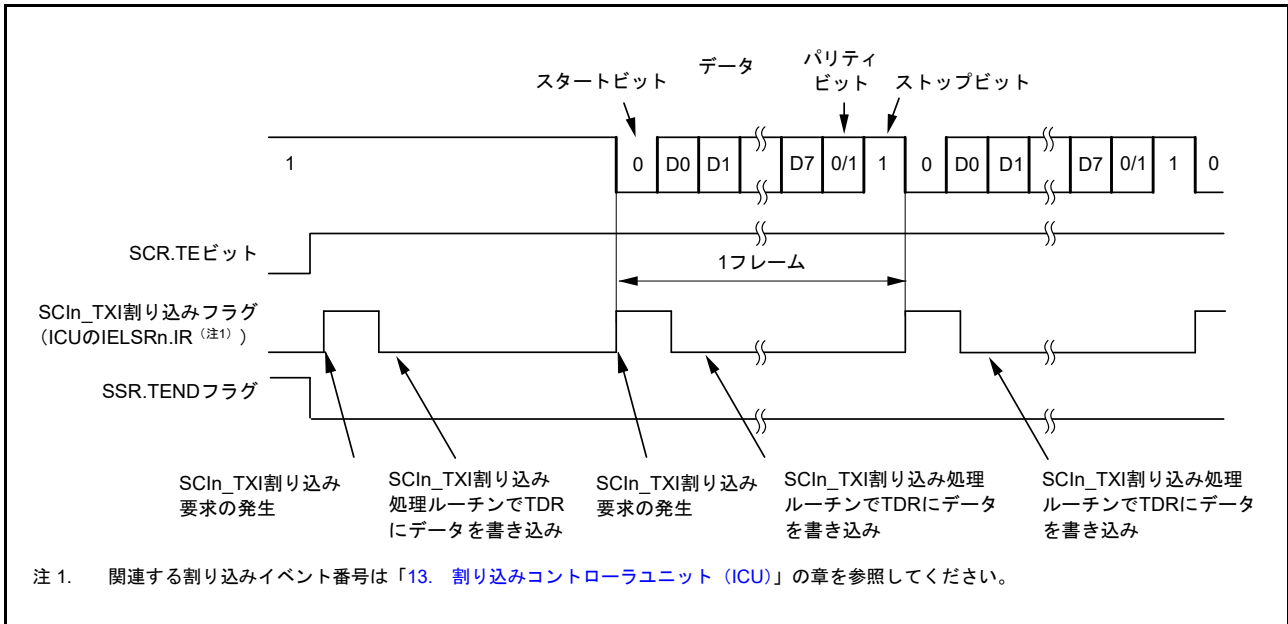 スタートビット
データ
パリティ
ビット
ストップビット
1
0
D0
D1
D7
0/1
1
0
D0
D1
D7
0/1
1
0
SCR.TEビット
1フレーム
SCIn_TXI割り込みフラグ
（ICUのIELSRn.IR（注1））
SSR.TENDフラグ
SCIn_TXI割り込み
要求の発生
SCIn_TXI割り込み
処理ルーチンでTDR
にデータを書き込み
SCIn_TXI割り込み
要求の発生
SCIn_TXI割り込み処理
ルーチンでTDRにデータ
を書き込み
SCIn_TXI割り込み処理
ルーチンでTDRにデータ
を書き込み
注 1. 関連する割り込みイベント番号は「13. 割り込みコントローラユニット（ICU）」の章を参照してください。